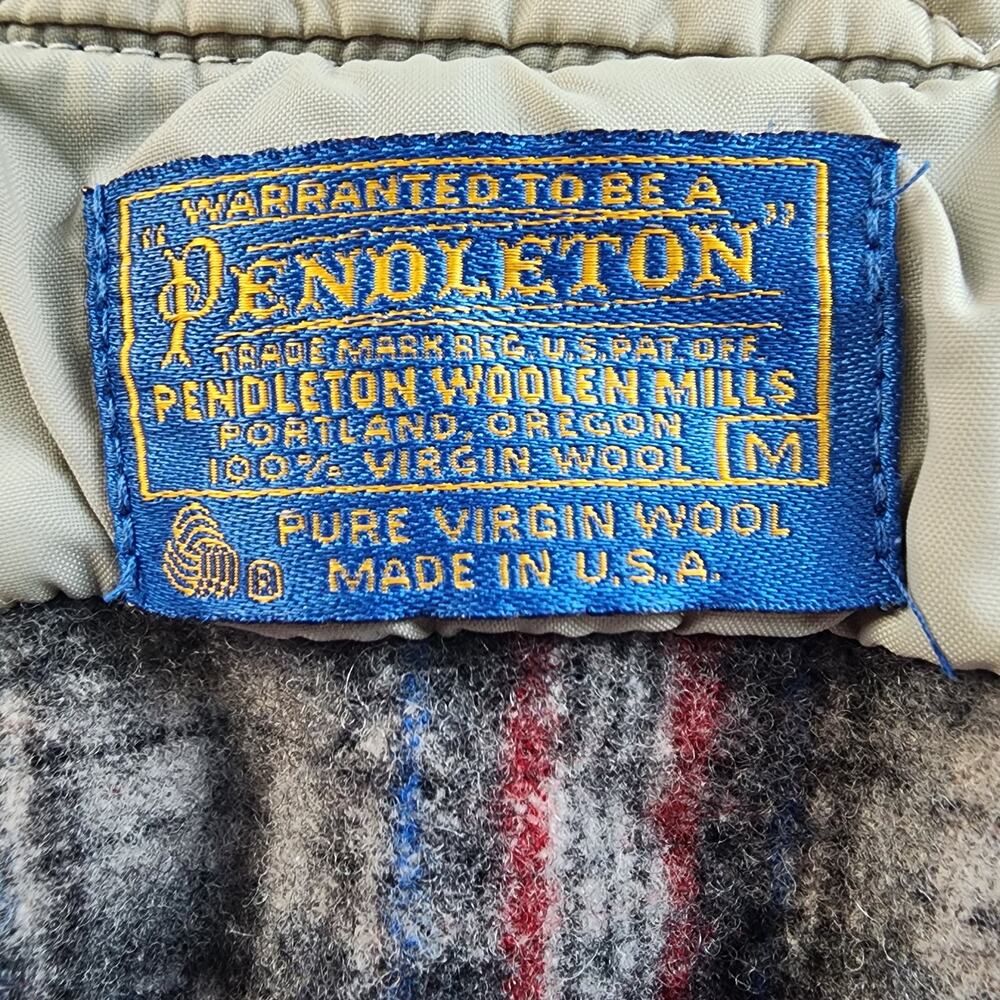 WARRANTED TO BE A
"PENDLETON"
TRADE MARK REG. U.S. PAT. OFF.
PENDLETON WOOLEN MILLS
PORTLAND, OREGON
100% VIRGIN WOOL M
PURE VIRGIN WOOL
® MADE IN U.S.A.